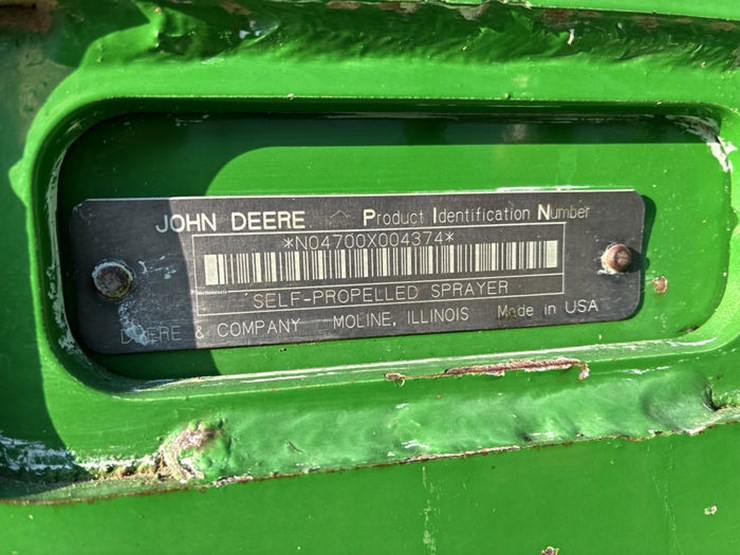 JOHN DEERE Product Identification Number
*N04700X004374*
SELF-PROPELLED SPRAYER
DEERE & COMPANY MOLINE, ILLINOIS Made in USA